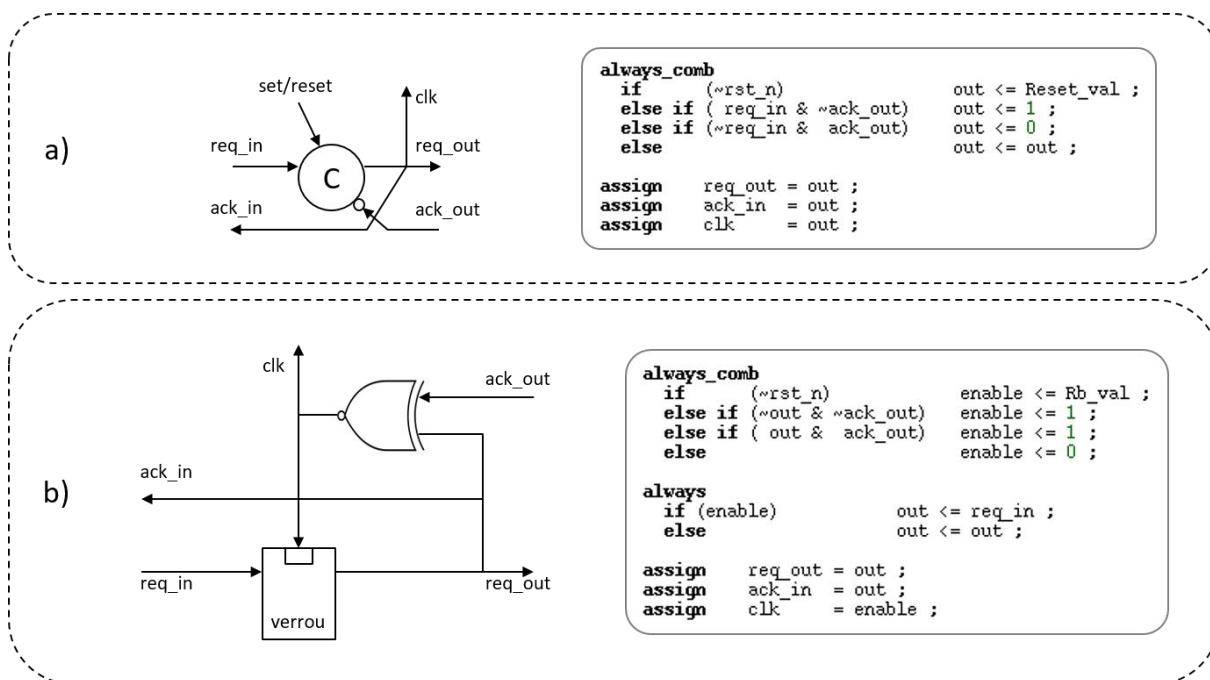 a)
set/reset
clk
req_in
req_out
C
ack_in
ack_out
always_comb
if (~rst_n) out <= Reset_val ;
else if ( req_in & ~ack_out) out <= 1 ;
else if (~req_in & ack_out) out <= 0 ;
else out <= out ;
assign req_out = out ;
assign ack_in = out ;
assign clk = out ;
b)
clk
ack_out
ack_in
req_in
req_out
verrou
always_comb
if (~rst_n) enable <= Rb_val ;
else if (~out & ~ack_out) enable <= 1 ;
else if ( out & ack_out) enable <= 1 ;
else enable <= 0 ;
always
if (enable) out <= req_in ;
else out <= out ;
assign req_out = out ;
assign ack_in = out ;
assign clk = enable ;